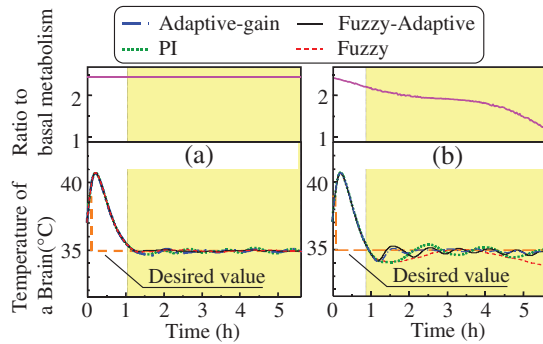 Adaptive-gain
Fuzzy-Adaptive
PI
Fuzzy
Ratio to
basal metabolism
2
1
2
1
(a)
(b)
Temperature of
a Brain(°C)
40
35
40
35
Desired value
Desired value
0 1 2 3 4 5
0 1 2 3 4 5
Time (h)
Time (h)